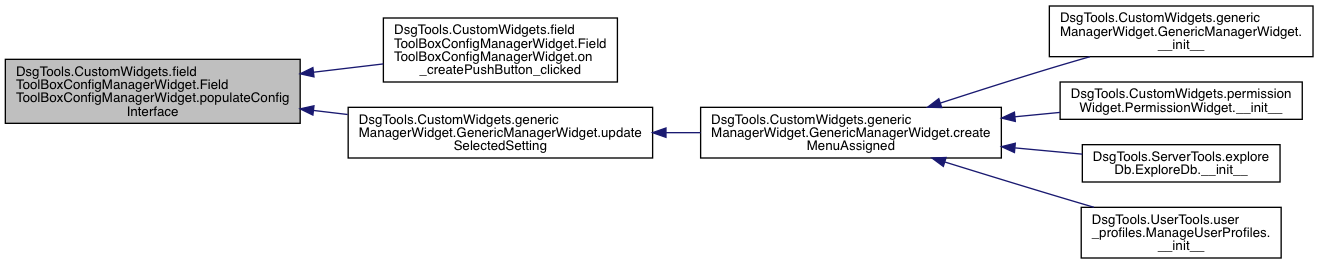 DsgTools.CustomWidgets.field
ToolBoxConfigManagerWidget.Field
ToolBoxConfigManagerWidget.populateConfig
Interface
DsgTools.CustomWidgets.field
ToolBoxConfigManagerWidget.Field
ToolBoxConfigManagerWidget.on
_createPushButton_clicked
DsgTools.CustomWidgets.generic
ManagerWidget.GenericManagerWidget.update
SelectedSetting
DsgTools.CustomWidgets.generic
ManagerWidget.GenericManagerWidget.create
MenuAssigned
DsgTools.CustomWidgets.generic
ManagerWidget.GenericManagerWidget.
__init__
DsgTools.CustomWidgets.permission
Widget.PermissionWidget.__init__
DsgTools.ServerTools.explore
Db.ExploreDb.__init__
DsgTools.UserTools.user
_profiles.ManageUserProfiles.
__init__